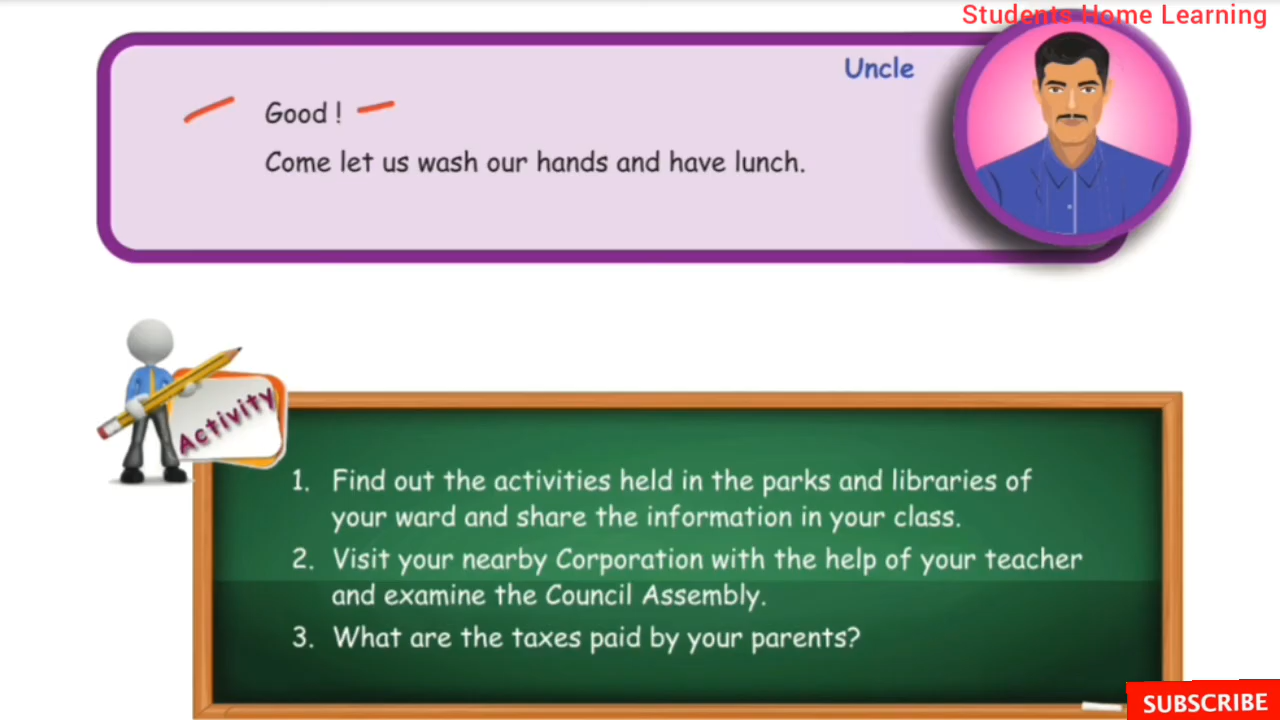 Students Home Learning
Uncle
Good !
Come let us wash our hands and have lunch.
Activity
1. Find out the activities held in the parks and libraries of
your ward and share the information in your class.
2. Visit your nearby Corporation with the help of your teacher
and examine the Council Assembly.
3. What are the taxes paid by your parents?
SUBSCRIBE